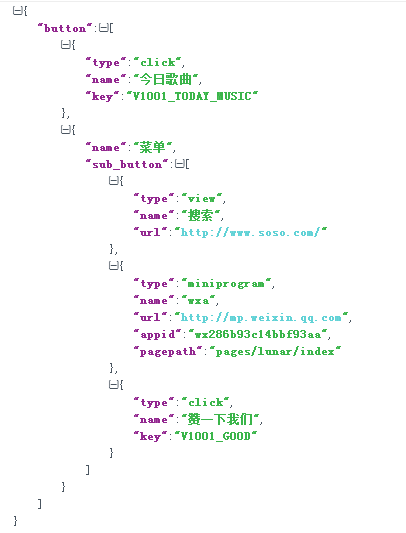 {
"button":[
{
"type":"click",
"name":"今日歌曲",
"key":"V1001_TODAY_MUSIC"
},
{
"name":"菜单",
"sub_button":[
{
"type":"view",
"name":"搜索",
"url":"http://www.soso.com/"
},
{
"type":"miniprogram",
"name":"wxa",
"url":"http://mp.weixin.qq.com",
"appid":"wx286b93c14bbf93aa",
"pagepath":"pages/lunar/index"
},
{
"type":"click",
"name":"赞一下我们",
"key":"V1001_GOOD"
}
]
}
]
}